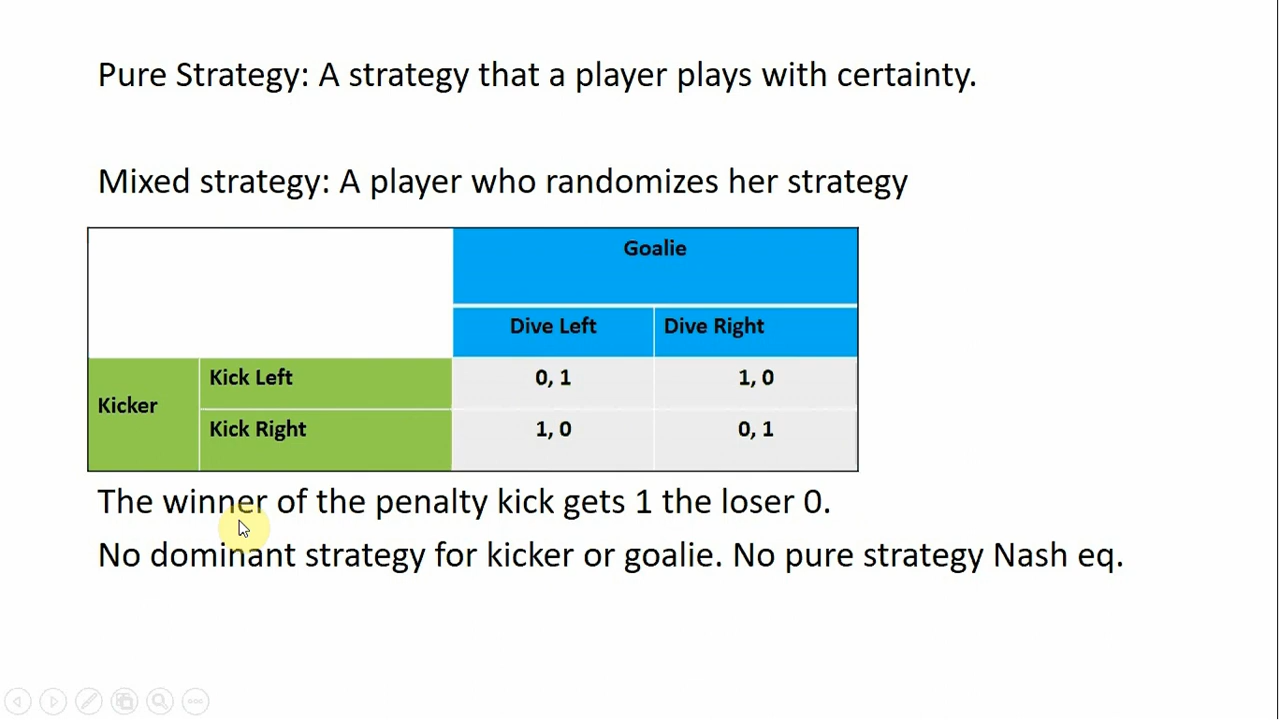 Pure Strategy: A strategy that a player plays with certainty.
Mixed strategy: A player who randomizes her strategy
Goalie
Dive Left Dive Right
Kick Left 0, 1 1, 0
Kicker
Kick Right 1, 0 0, 1
The winner of the penalty kick gets 1 the loser 0.
No dominant strategy for kicker or goalie. No pure strategy Nash eq.